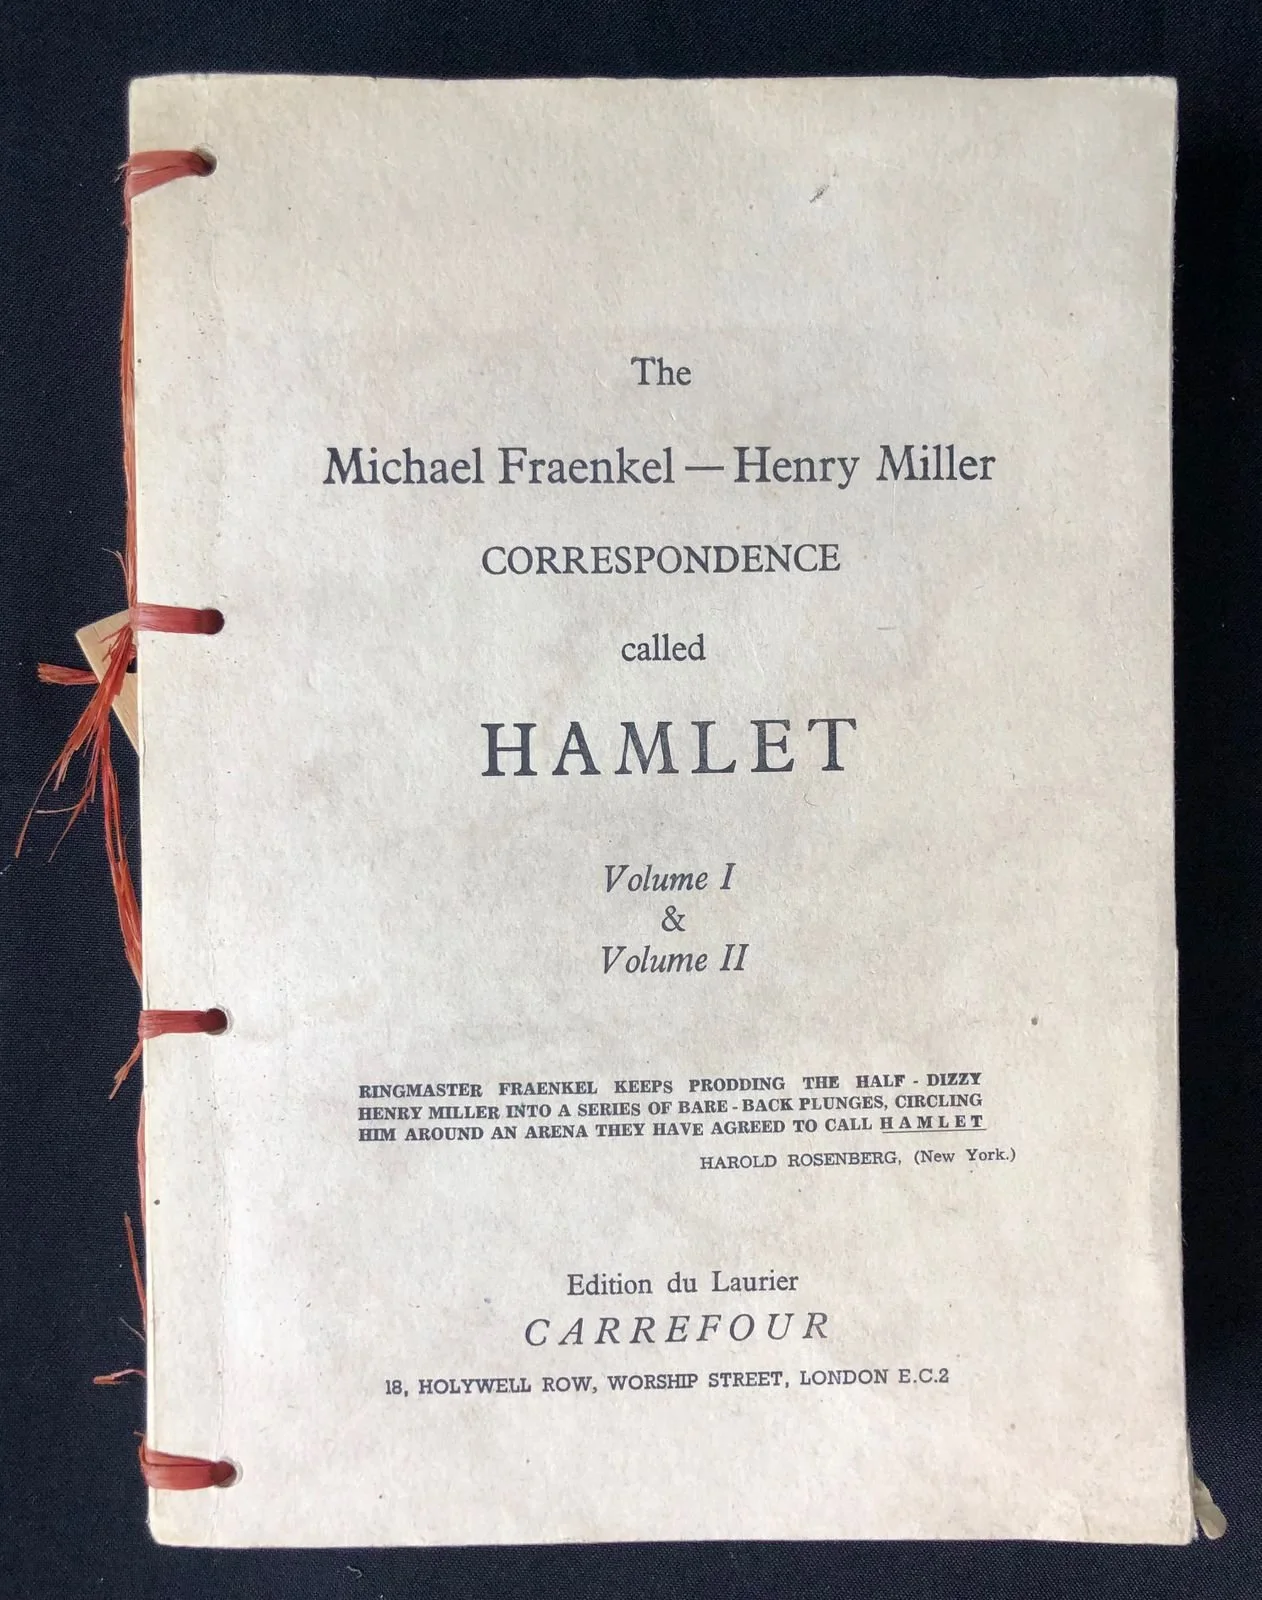 The
Michael Fraenkel — Henry Miller
CORRESPONDENCE
called
HAMLET
Volume I
&
Volume II
RINGMASTER FRAENKEL KEEPS PRODDING THE HALF - DIZZY
HENRY MILLER INTO A SERIES OF BARE - BACK PLUNGES, CIRCLING
HIM AROUND AN ARENA THEY HAVE AGREED TO CALL HAMLET
HAROLD ROSENBERG, (New York.)
Edition du Laurier
CARREFOUR
18, HOLYWELL ROW, WORSHIP STREET, LONDON E.C.2